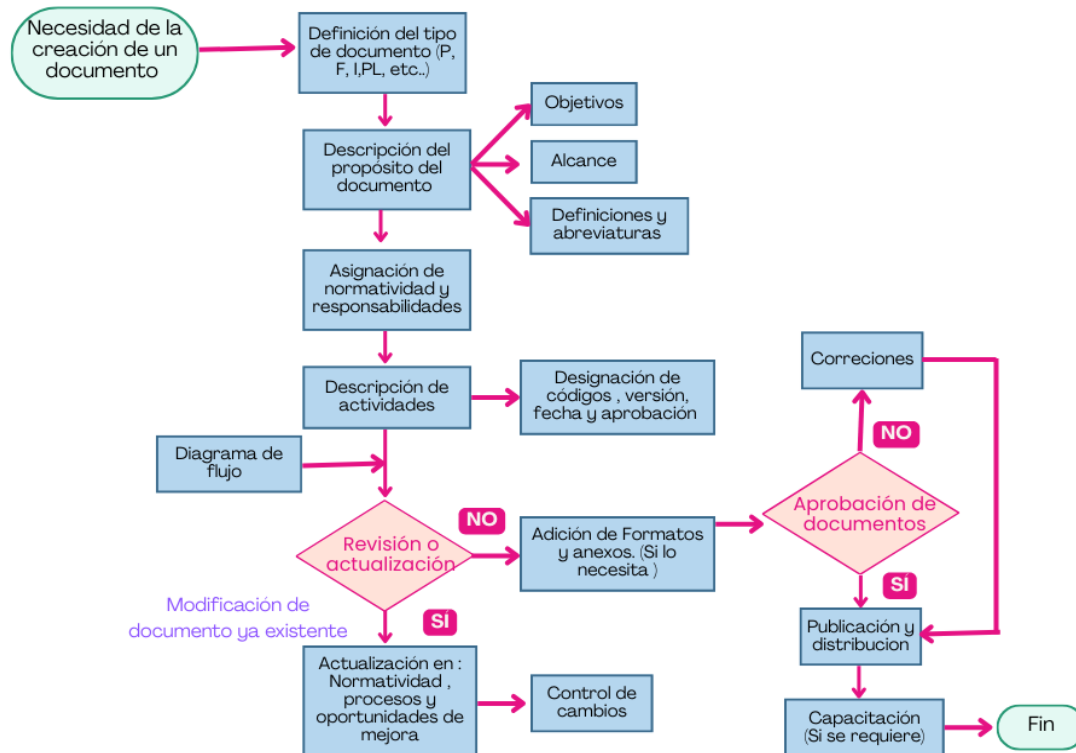 Necesidad de la
creación de un
documento
Definición del tipo
de documento (P,
F, I,PL, etc..)
Objetivos
Descripción del
propósito del
documento
Alcance
Definiciones y
abreviaturas
Asignación de
normatividad y
responsabilidades
Descripción de
actividades
Designación de
códigos , versión,
fecha y aprobación
Correciones
Diagrama de
flujo
NO
Aprobación de
documentos
Revisión o
actualización
NO
Adición de Formatos
y anexos. (Si lo
necesita )
SÍ
Modificación de
documento ya existente
SÍ
Publicación y
distribucion
Actualización en :
Normatividad ,
procesos y
oportunidades de
mejora
Control de
cambios
Capacitación
(Si se requiere)
Fin